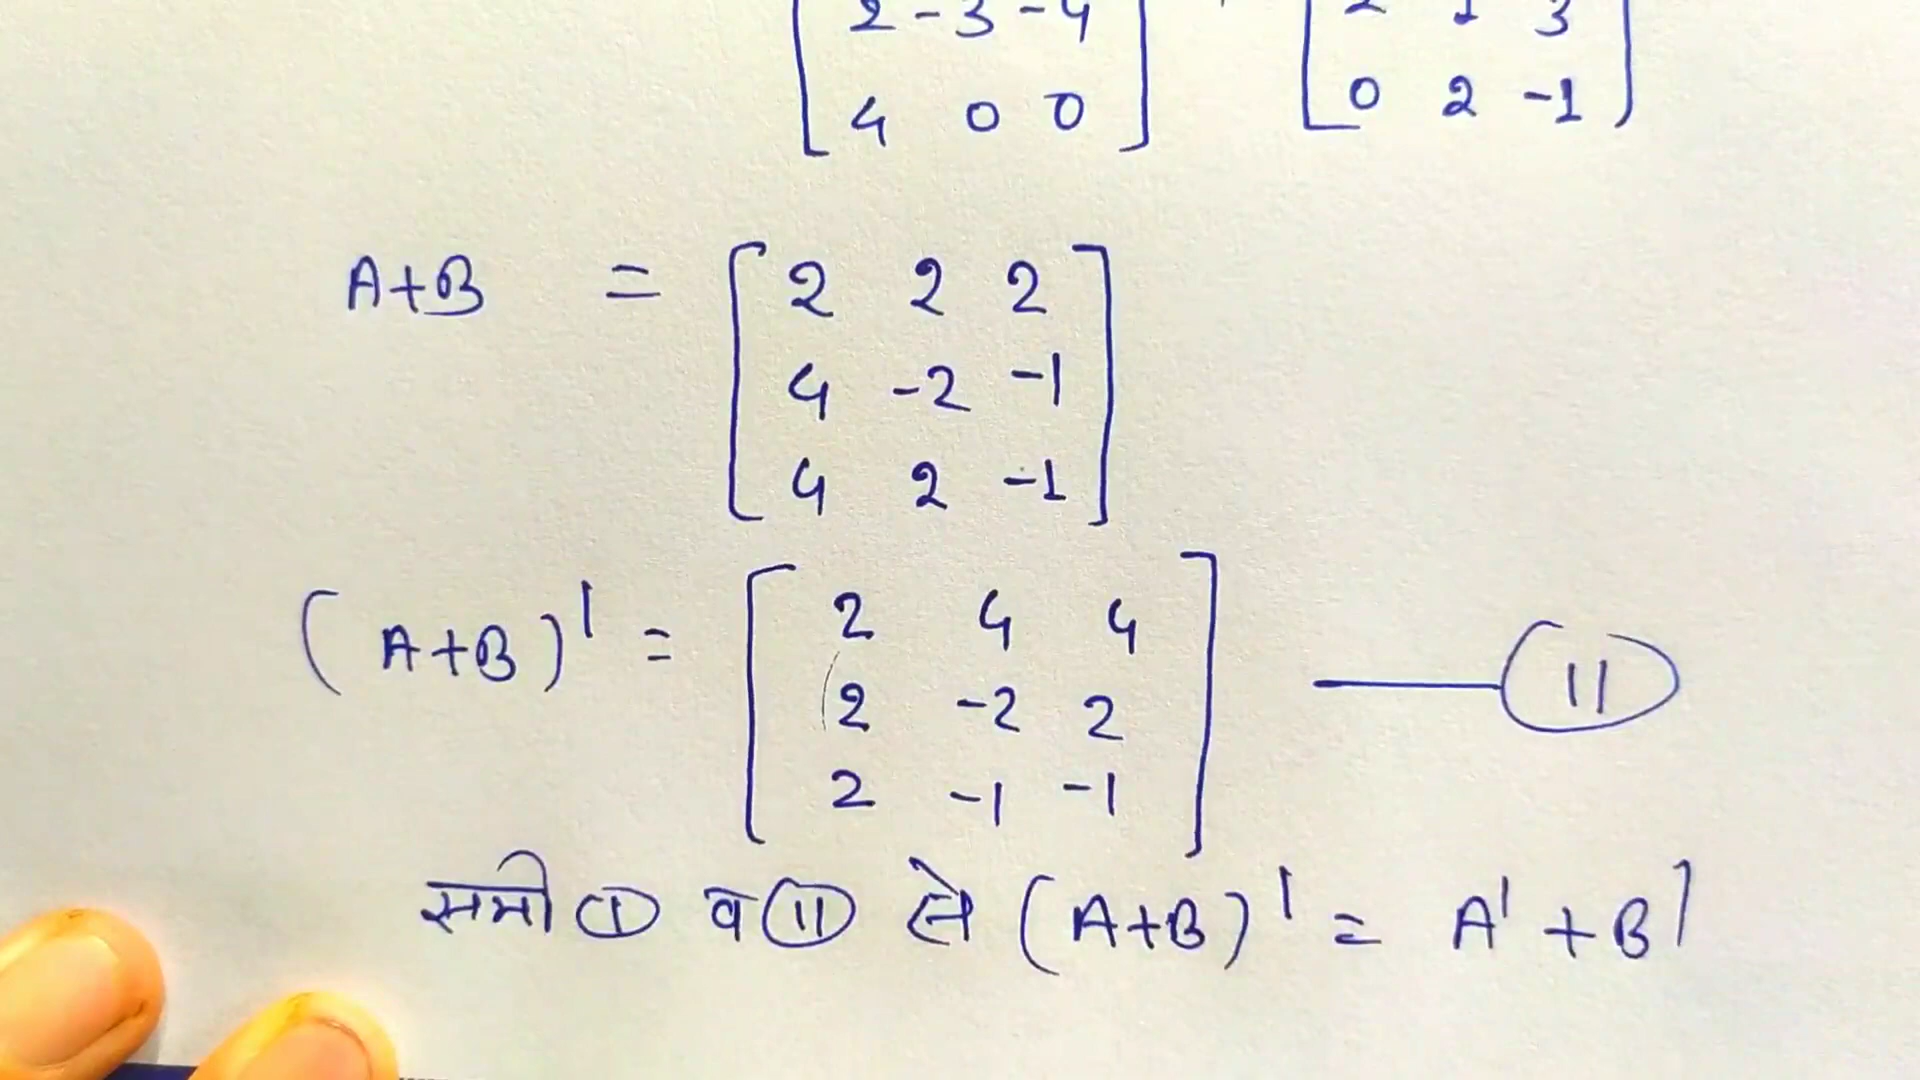 2 -3 -4
3
4 0 0
0 2 -1
A+B = [ 2 2 2
4 -2 -1
4 2 -1 ]
(A+B)' = [ 2 4 4
2 -2 2
2 -1 -1 ] — II
समी I व II से (A+B)' = A' + B'